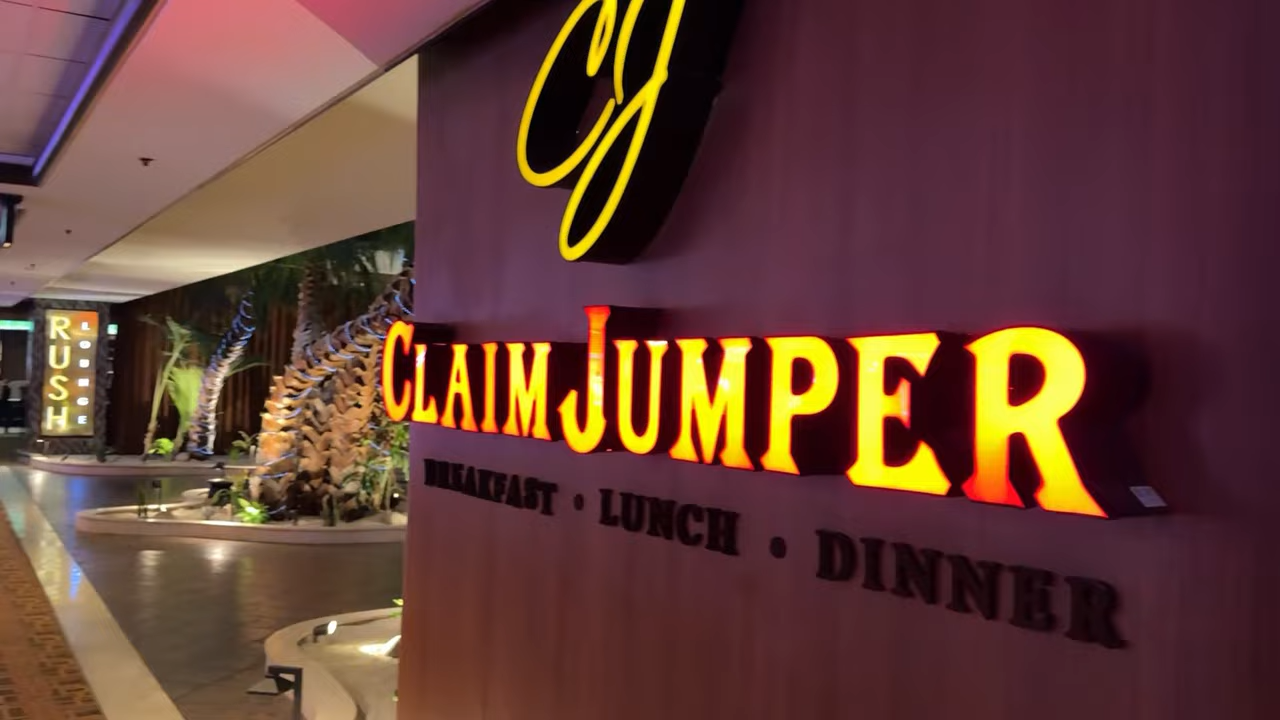 CJ
CLAIM JUMPER
BREAKFAST • LUNCH • DINNER
RUSH
LOUNGE